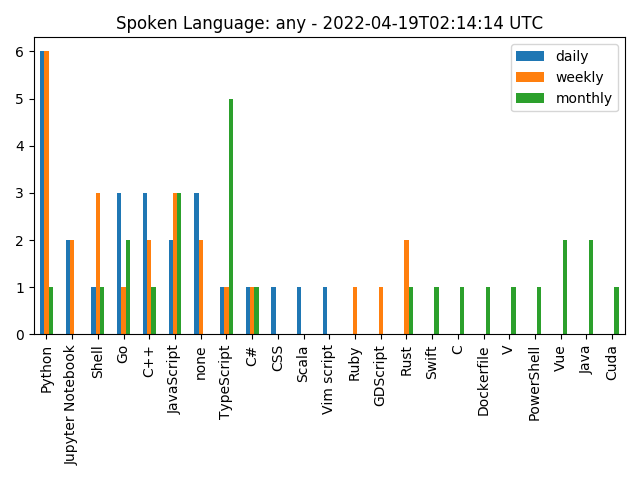 Spoken Language: any - 2022-04-19T02:14:14 UTC
daily
weekly
monthly
6
5
4
3
2
1
0
Python
Jupyter Notebook
Shell
Go
C++
JavaScript
none
TypeScript
C#
CSS
Scala
Vim script
Ruby
GDScript
Rust
Swift
C
Dockerfile
V
PowerShell
Vue
Java
Cuda